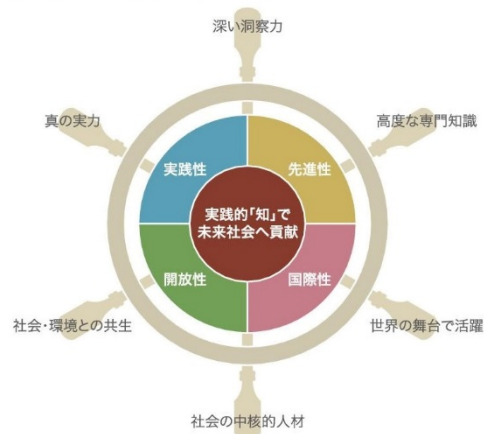 深い洞察力
真の実力
高度な専門知識
実践性
先進性
実践的「知」で
未来社会へ貢献
開放性
国際性
社会・環境との共生
世界の舞台で活躍
社会の中核的人材